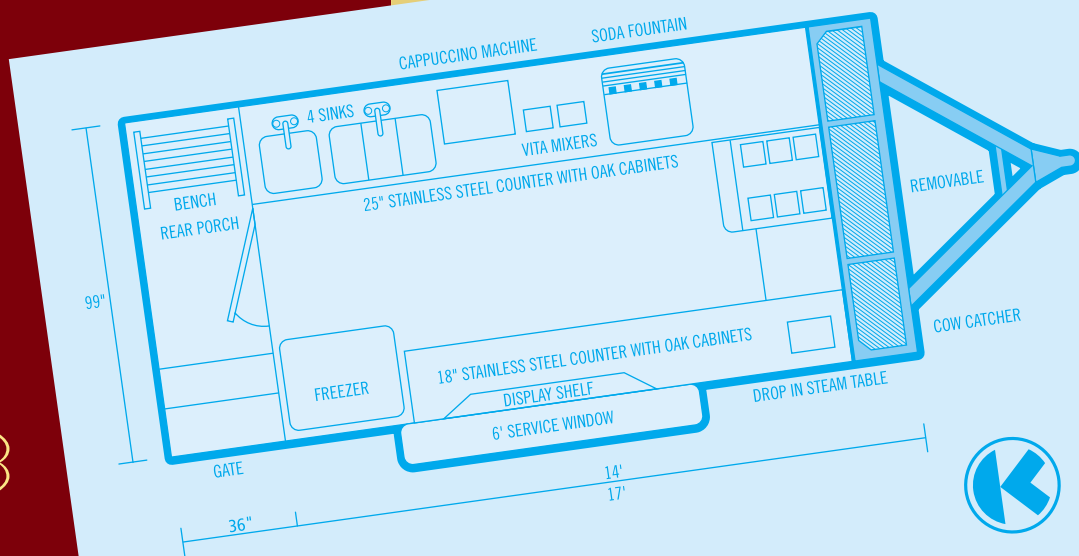 CAPPUCCINO MACHINE
SODA FOUNTAIN
4 SINKS
VITA MIXERS
25" STAINLESS STEEL COUNTER WITH OAK CABINETS
BENCH
REAR PORCH
REMOVABLE
99"
COW CATCHER
18" STAINLESS STEEL COUNTER WITH OAK CABINETS
FREEZER
DISPLAY SHELF
DROP IN STEAM TABLE
6' SERVICE WINDOW
GATE
14'
17'
36"